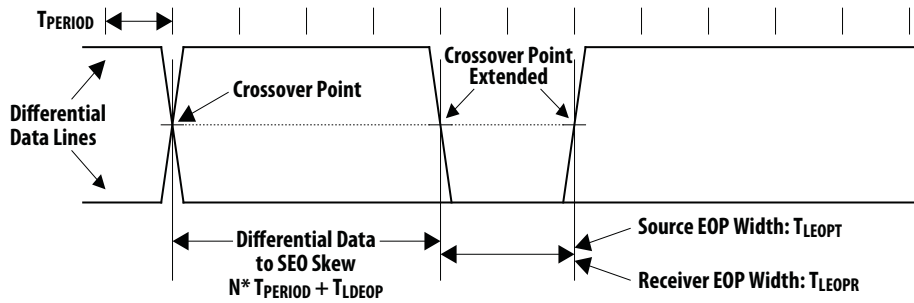 TPERIOD
Differential
Data Lines
Crossover Point
Crossover Point
Extended
Differential Data
to SEO Skew
N* TPERIOD + TLDEOP
Source EOP Width: TLEOPT
Receiver EOP Width: TLEOPR